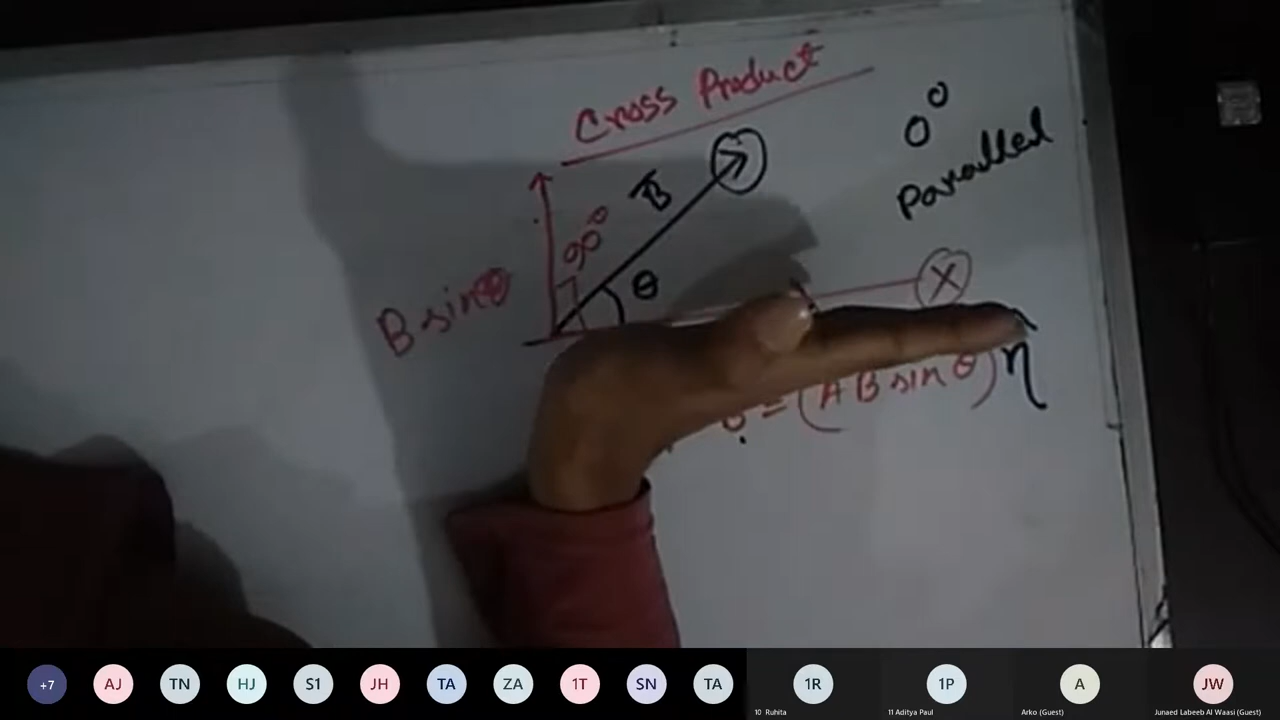 Cross Product
0°
Parallel
B
90°
θ
B sinθ
X
= (AB sin θ) η
+7
AJ
TN
HJ
S1
JH
TA
ZA
1T
SN
TA
1R
1P
A
JW
10 Ruhita
11 Aditya Paul
Arko (Guest)
Junaed Labeeb Al Waasi (Guest)